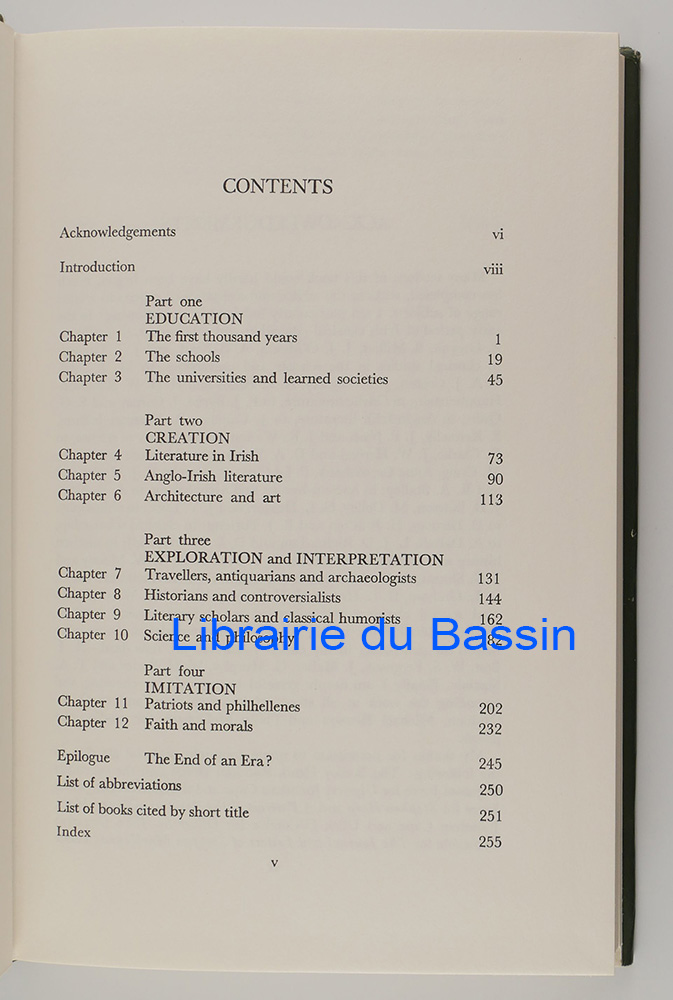 CONTENTS
Acknowledgements vi
Introduction viii
Part one
EDUCATION
Chapter 1 The first thousand years 1
Chapter 2 The schools 19
Chapter 3 The universities and learned societies 45
Part two
CREATION
Chapter 4 Literature in Irish 73
Chapter 5 Anglo-Irish literature 90
Chapter 6 Architecture and art 113
Part three
EXPLORATION and INTERPRETATION
Chapter 7 Travellers, antiquarians and archaeologists 131
Chapter 8 Historians and controversialists 144
Chapter 9 Literary scholars and classical humorists 162
Chapter 10 Science and philosophy 182
Librairie du Bassin
Part four
IMITATION
Chapter 11 Patriots and philhellenes 202
Chapter 12 Faith and morals 232
Epilogue The End of an Era? 245
List of abbreviations 250
List of books cited by short title 251
Index 255
v